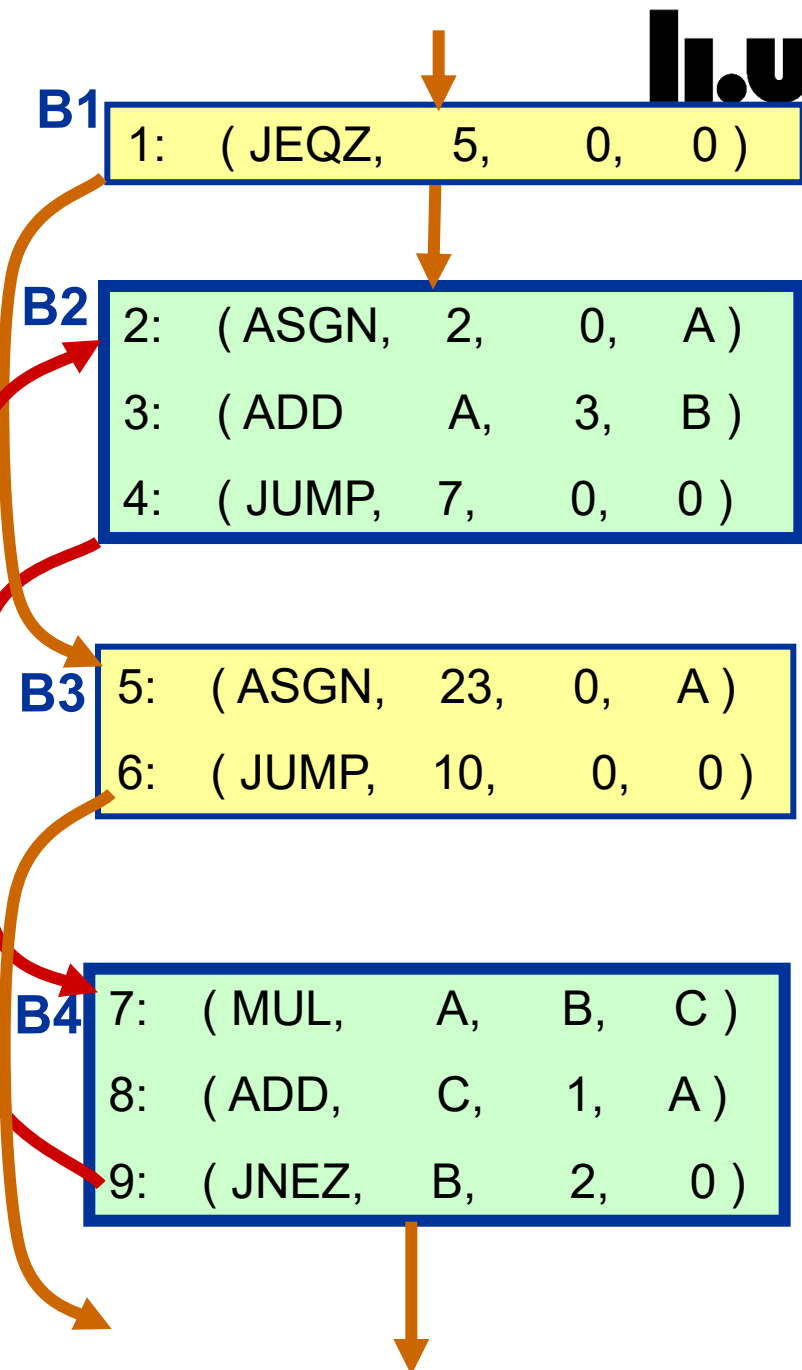 li.u
B1
1: ( JEQZ, 5, 0, 0 )
B2
2: ( ASGN, 2, 0, A )
3: ( ADD A, 3, B )
4: ( JUMP, 7, 0, 0 )
B3
5: ( ASGN, 23, 0, A )
6: ( JUMP, 10, 0, 0 )
B4
7: ( MUL, A, B, C )
8: ( ADD, C, 1, A )
9: ( JNEZ, B, 2, 0 )